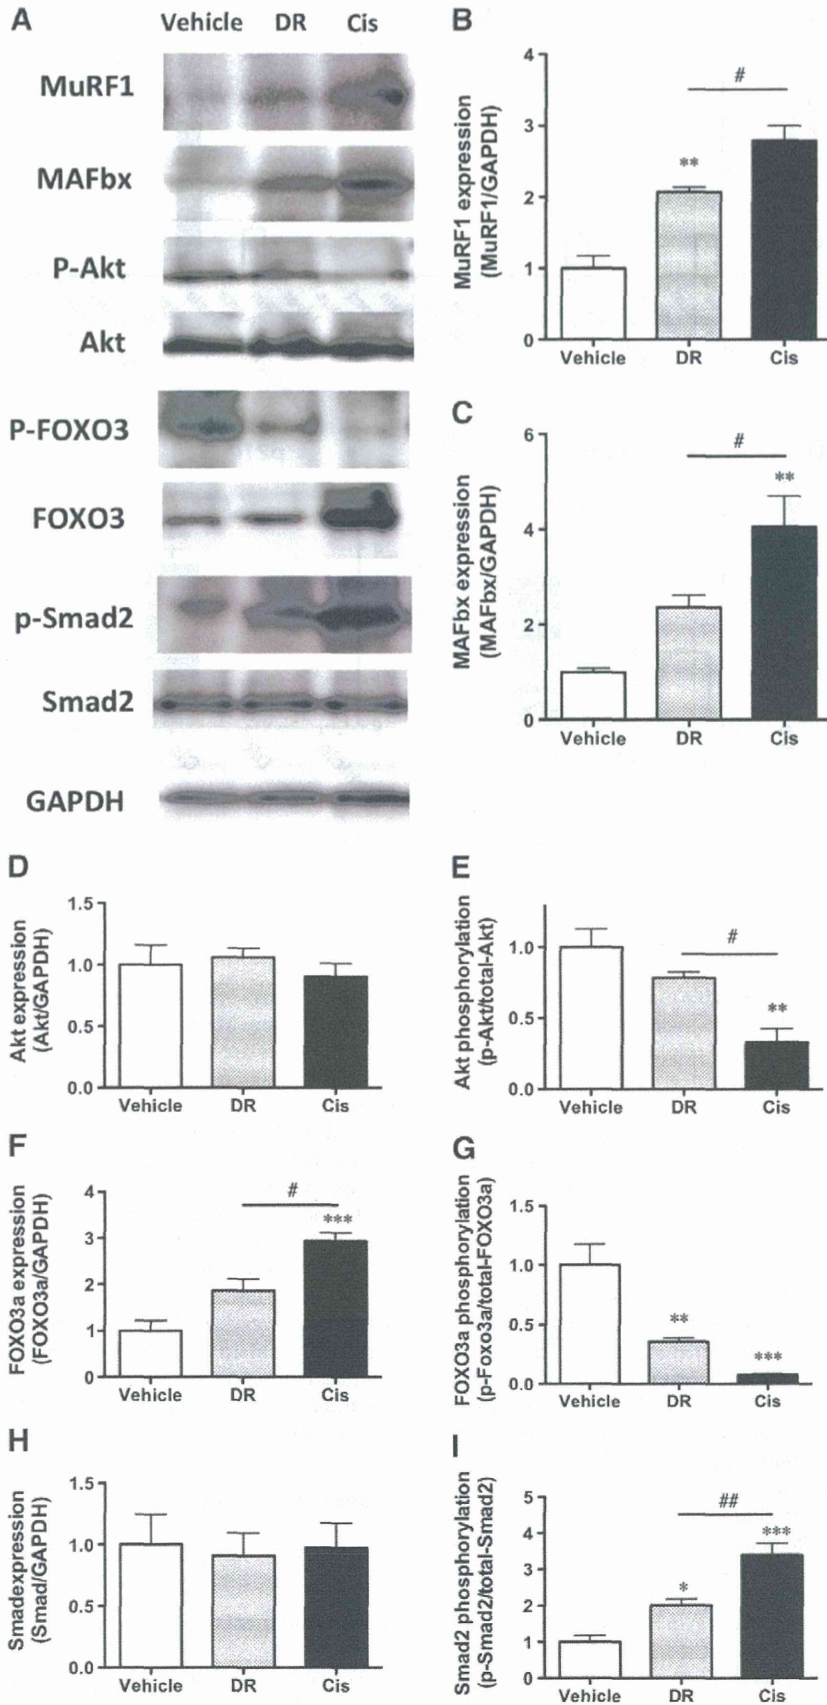 A
Vehicle DR Cis
MuRF1
MAFbx
P-Akt
Akt
P-FOXO3
FOXO3
p-Smad2
Smad2
GAPDH
B
MuRF1 expression
(MuRF1/GAPDH)
4
3
2
1
0
#
**
Vehicle DR Cis
C
MAFbx expression
(MAFbx/GAPDH)
6
4
2
0
#
**
Vehicle DR Cis
D
Akt expression
(Akt/GAPDH)
1.5
1.0
0.5
0.0
Vehicle DR Cis
E
Akt phosphorylation
(p-Akt/total-Akt)
1.0
0.5
0.0
#
**
Vehicle DR Cis
F
FOXO3a expression
(FOXO3a/GAPDH)
4
3
2
1
0
#
***
Vehicle DR Cis
G
FOXO3a phosphorylation
(p-Foxo3a/total-FOXO3a)
1.5
1.0
0.5
0.0
**
***
Vehicle DR Cis
H
Smadexpression
(Smad/GAPDH)
1.5
1.0
0.5
0.0
Vehicle DR Cis
I
Smad2 phosphorylation
(p-Smad2/total-Smad2)
5
4
3
2
1
0
##
***
*
Vehicle DR Cis